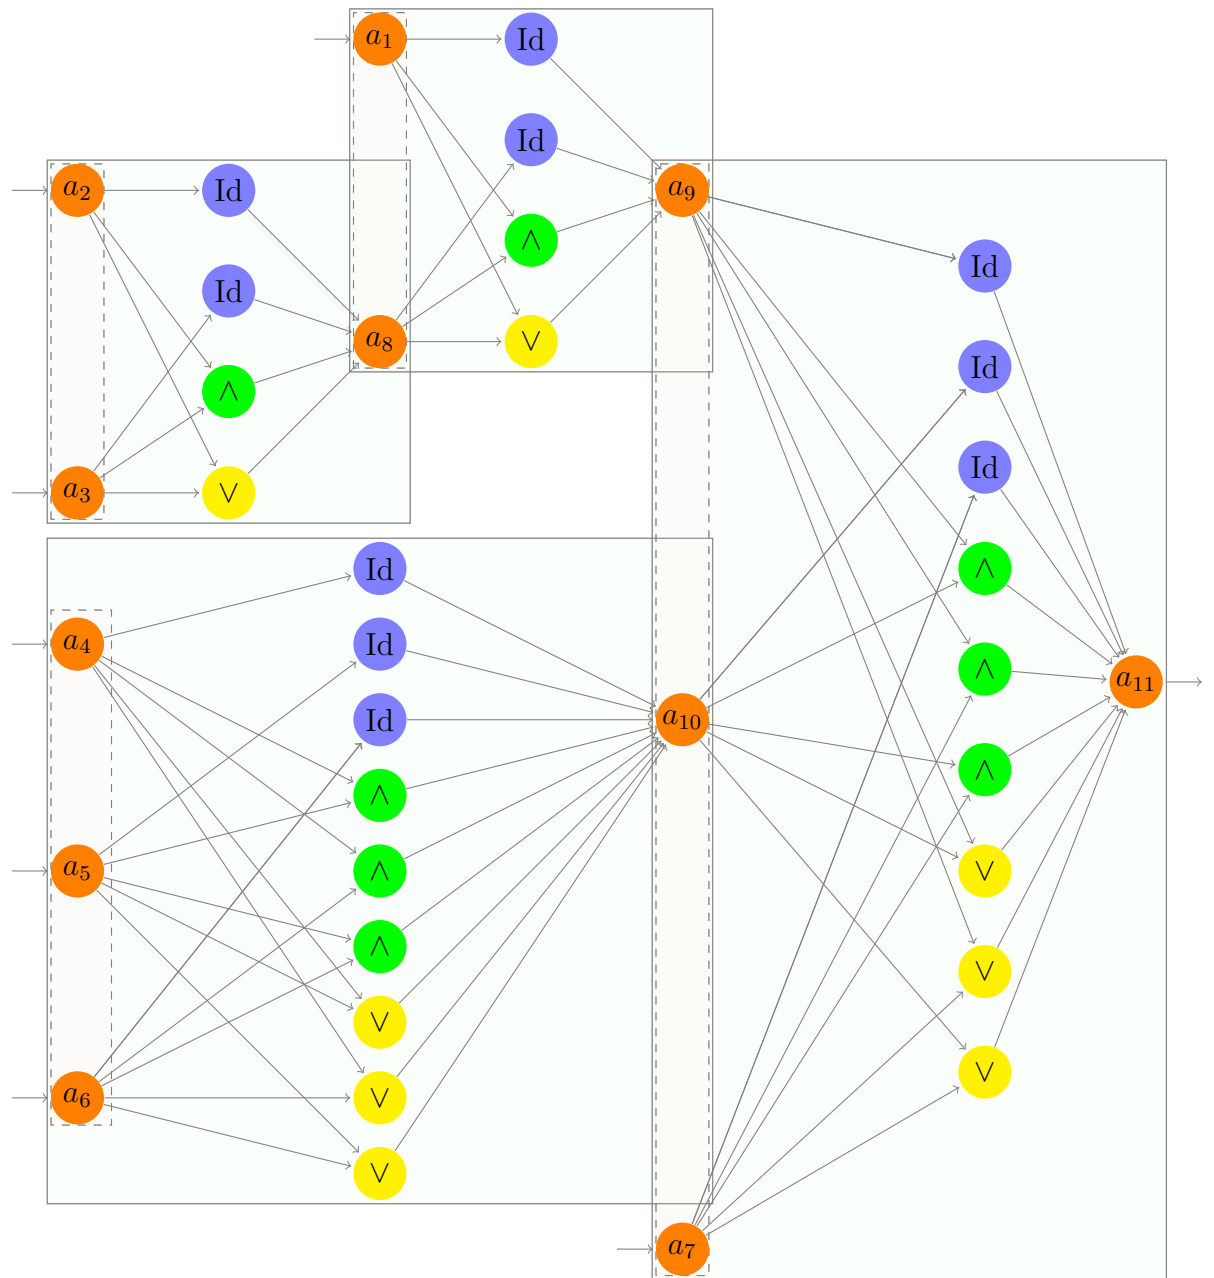 a₁ Id
Id
a₂ Id a₉
∧
Id
Id
a₈ ∨
Id
∧
Id
a₃ ∨
Id ∧
a₄ Id
∧
a₁₁
Id a₁₀
∧
∧
a₅ ∧ ∨
∧
∨
∨
∨
a₆ ∨
∨
a₇